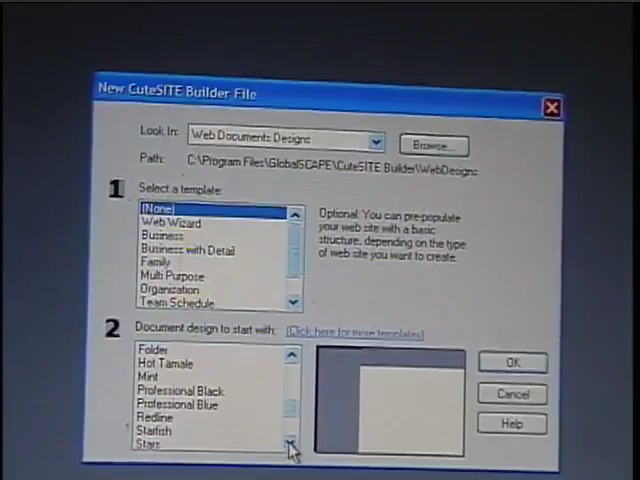 New CuteSITE Builder File
Look In: Web Documents Designs Browse...
Path: C:\Program Files\GlobalSCAPE\CuteSITE Builder\WebDesigns
1 Select a template:
(None)
Web Wizard
Business
Business with Detail
Family
Multi Purpose
Organization
Team Schedule
Optional: You can pre-populate
your web site with a basic
structure, depending on the type
of web site you want to create.
2 Document design to start with: (Click here for more templates)
Folder
Hot Tamale
Mint
Professional Black
Professional Blue
Redline
Starfish
Stars
OK
Cancel
Help